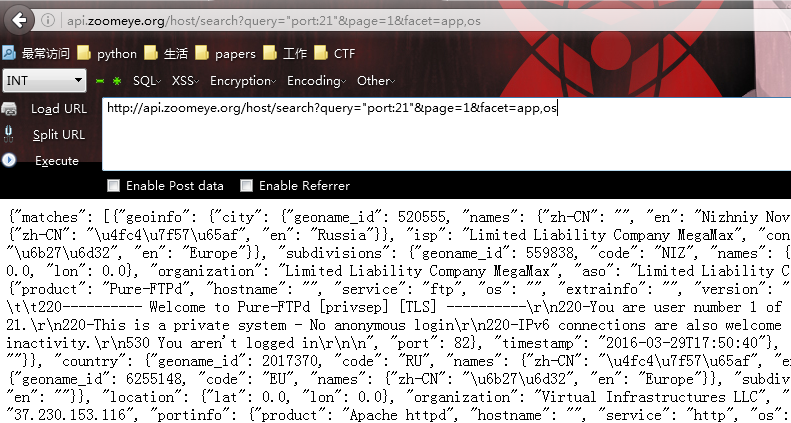 api.zoomeye.org/host/search?query="port:21"&page=1&facet=app,os
最常访问 python 生活 papers 工作 CTF
INT SQL XSS Encryption Encoding Other
Load URL
Split URL
Execute
http://api.zoomeye.org/host/search?query="port:21"&page=1&facet=app,os
Enable Post data Enable Referrer
{"matches": [{"geoinfo": {"city": {"geoname_id": 520555, "names": {"zh-CN": "", "en": "Nizhniy Nov
{"zh-CN": "\u4fc4\u7f57\u65af", "en": "Russia"}}, "isp": "Limited Liability Company MegaMax", "con
"\u6b27\u6d32", "en": "Europe"}}, "subdivisions": {"geoname_id": 559838, "code": "NIZ", "names": {
0.0, "lon": 0.0}, "organization": "Limited Liability Company MegaMax", "aso": "Limited Liability C
{"product": "Pure-FTPd", "hostname": "", "service": "ftp", "os": "", "extrainfo": "", "version": "
\t\t220---------- Welcome to Pure-FTPd [privsep] [TLS] ----------\r\n220-You are user number 1 of
21.\r\n220-This is a private system - No anonymous login\r\n220-IPv6 connections are also welcome
inactivity.\r\n530 You aren't logged in\r\n\n", "port": 82}, "timestamp": "2016-03-29T17:50:40"},
""}}, "country": {"geoname_id": 2017370, "code": "RU", "names": {"zh-CN": "\u4fc4\u7f57\u65af", "e
{"geoname_id": 6255148, "code": "EU", "names": {"zh-CN": "\u6b27\u6d32", "en": "Europe"}}, "subdiv
"en": ""}}, "location": {"lat": 0.0, "lon": 0.0}, "organization": "Virtual Infrastructures LLC", "
"37.230.153.116", "portinfo": {"product": "Apache httpd", "hostname": "", "service": "http", "os":